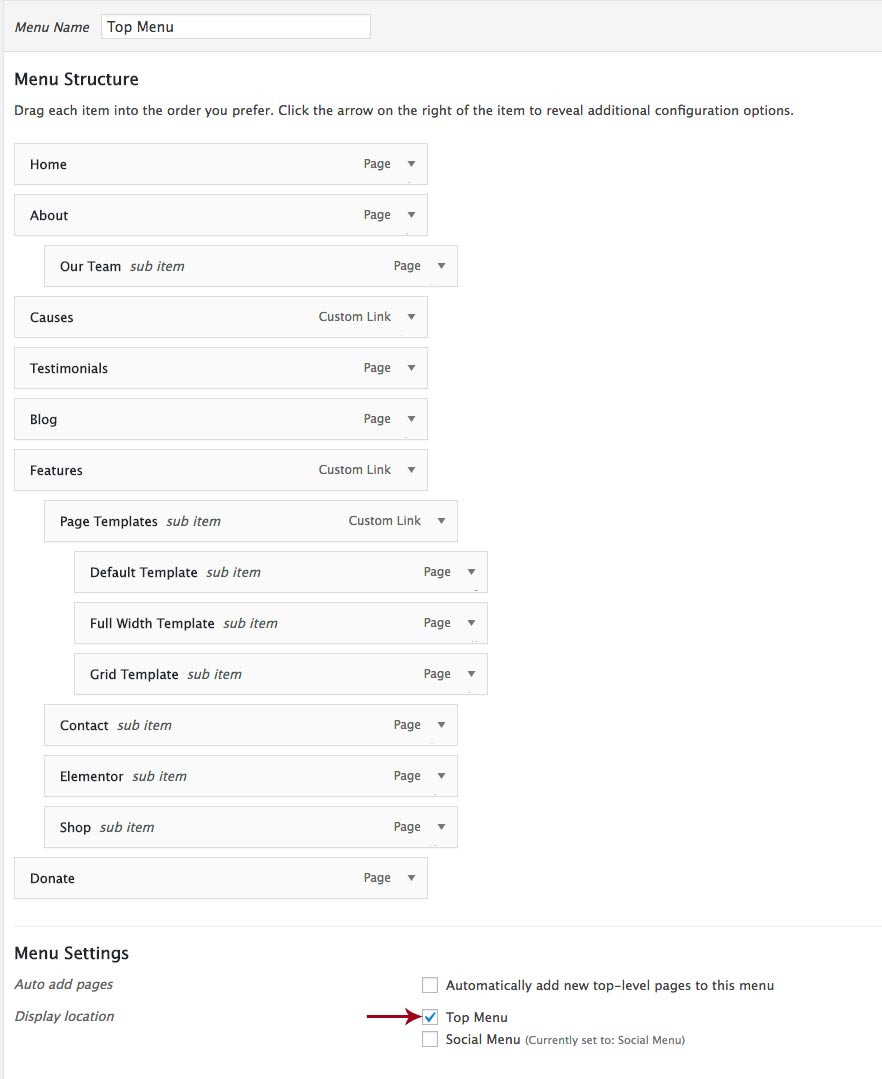 Menu Name Top Menu
Menu Structure
Drag each item into the order you prefer. Click the arrow on the right of the item to reveal additional configuration options.
Home Page
About Page
Our Team sub item Page
Causes Custom Link
Testimonials Page
Blog Page
Features Custom Link
Page Templates sub item Custom Link
Default Template sub item Page
Full Width Template sub item Page
Grid Template sub item Page
Contact sub item Page
Elementor sub item Page
Shop sub item Page
Donate Page
Menu Settings
Auto add pages Automatically add new top-level pages to this menu
Display location Top Menu
Social Menu (Currently set to: Social Menu)